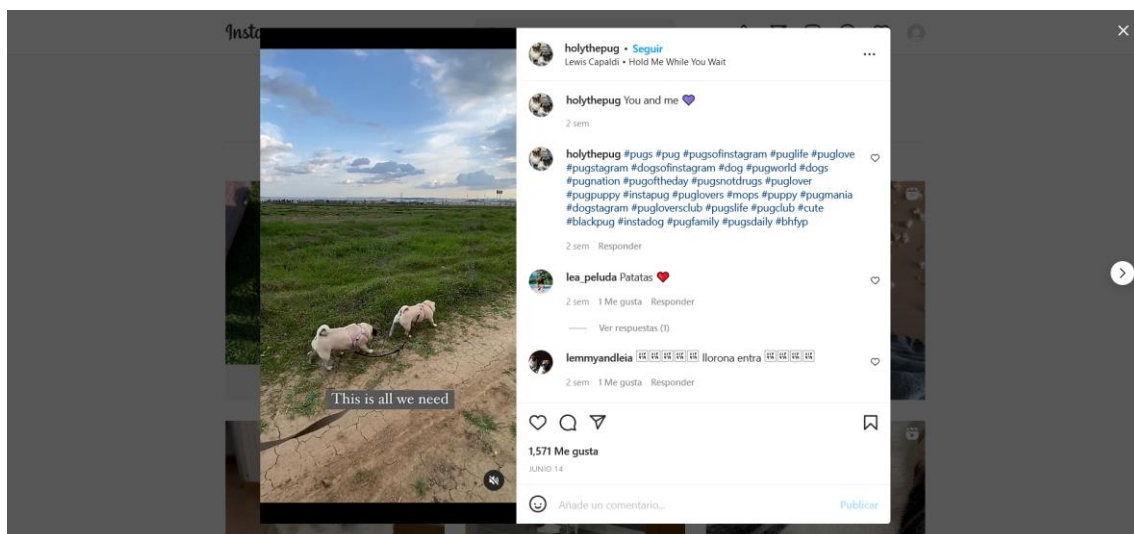 Insta
holythepug • Seguir
Lewis Capaldi • Hold Me While You Wait
holythepug You and me 💜
2 sem
holythepug #pugs #pug #pugsofinstagram #puglife #puglove
#pugstagram #dogsofinstagram #dog #pugworld #dogs
#pugnation #pugoftheday #pugsnotdrugs #puglover
#pugpuppy #instapug #puglovers #mops #puppy #pugmania
#dogstagram #pugloversclub #pugslife #pugclub #cute
#blackpug #instadog #pugfamily #pugsdaily #bhfyp
2 sem Responder
lea_peluda Patatas ❤️
2 sem 1 Me gusta Responder
Ver respuestas (1)
lemmyandleia llorona entra
2 sem 1 Me gusta Responder
This is all we need
1,571 Me gusta
JUNIO 14
Añade un comentario...
Publicar